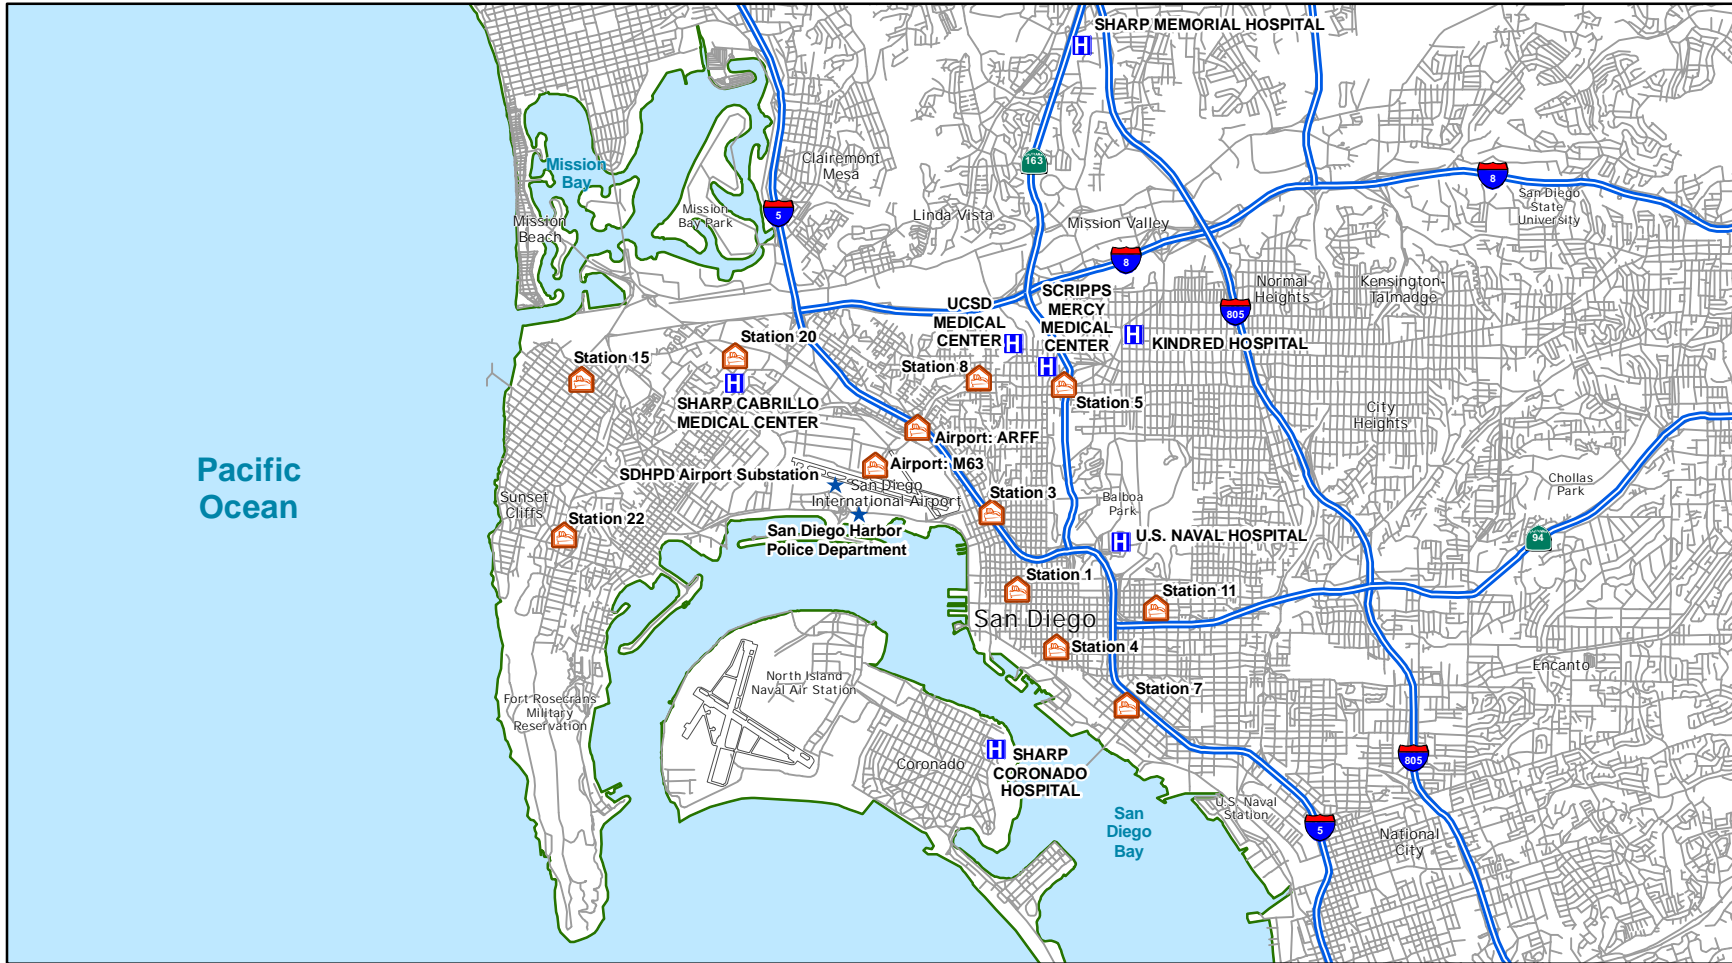 SHARP MEMORIAL HOSPITAL
163
Mission
Bay
Clairemont
Mesa
8
San Diego
State
University
Mission
Beach
Mission
Bay Park
5
Linda Vista
Mission Valley
8
Normal
Heights
Kensington-
Talmadge
UCSD
MEDICAL
CENTER
SCRIPPS
MERCY
MEDICAL
CENTER
805
KINDRED HOSPITAL
Station 20
Station 15
Station 8
Station 5
SHARP CABRILLO
MEDICAL CENTER
City
Heights
Airport: ARFF
Airport: M63
SDHPD Airport Substation
San Diego
International Airport
Pacific
Ocean
Sunset
Cliffs
Station 22
Station 3
Balboa
Park
Chollas
Park
San Diego Harbor
Police Department
U.S. NAVAL HOSPITAL
94
Station 1
Station 11
San Diego
Station 4
Encanto
North Island
Naval Air Station
Station 7
Fort Rosecrans
Military
Reservation
Coronado
SHARP
CORONADO
HOSPITAL
805
San
Diego
Bay
U.S. Naval
Station
5
National
City